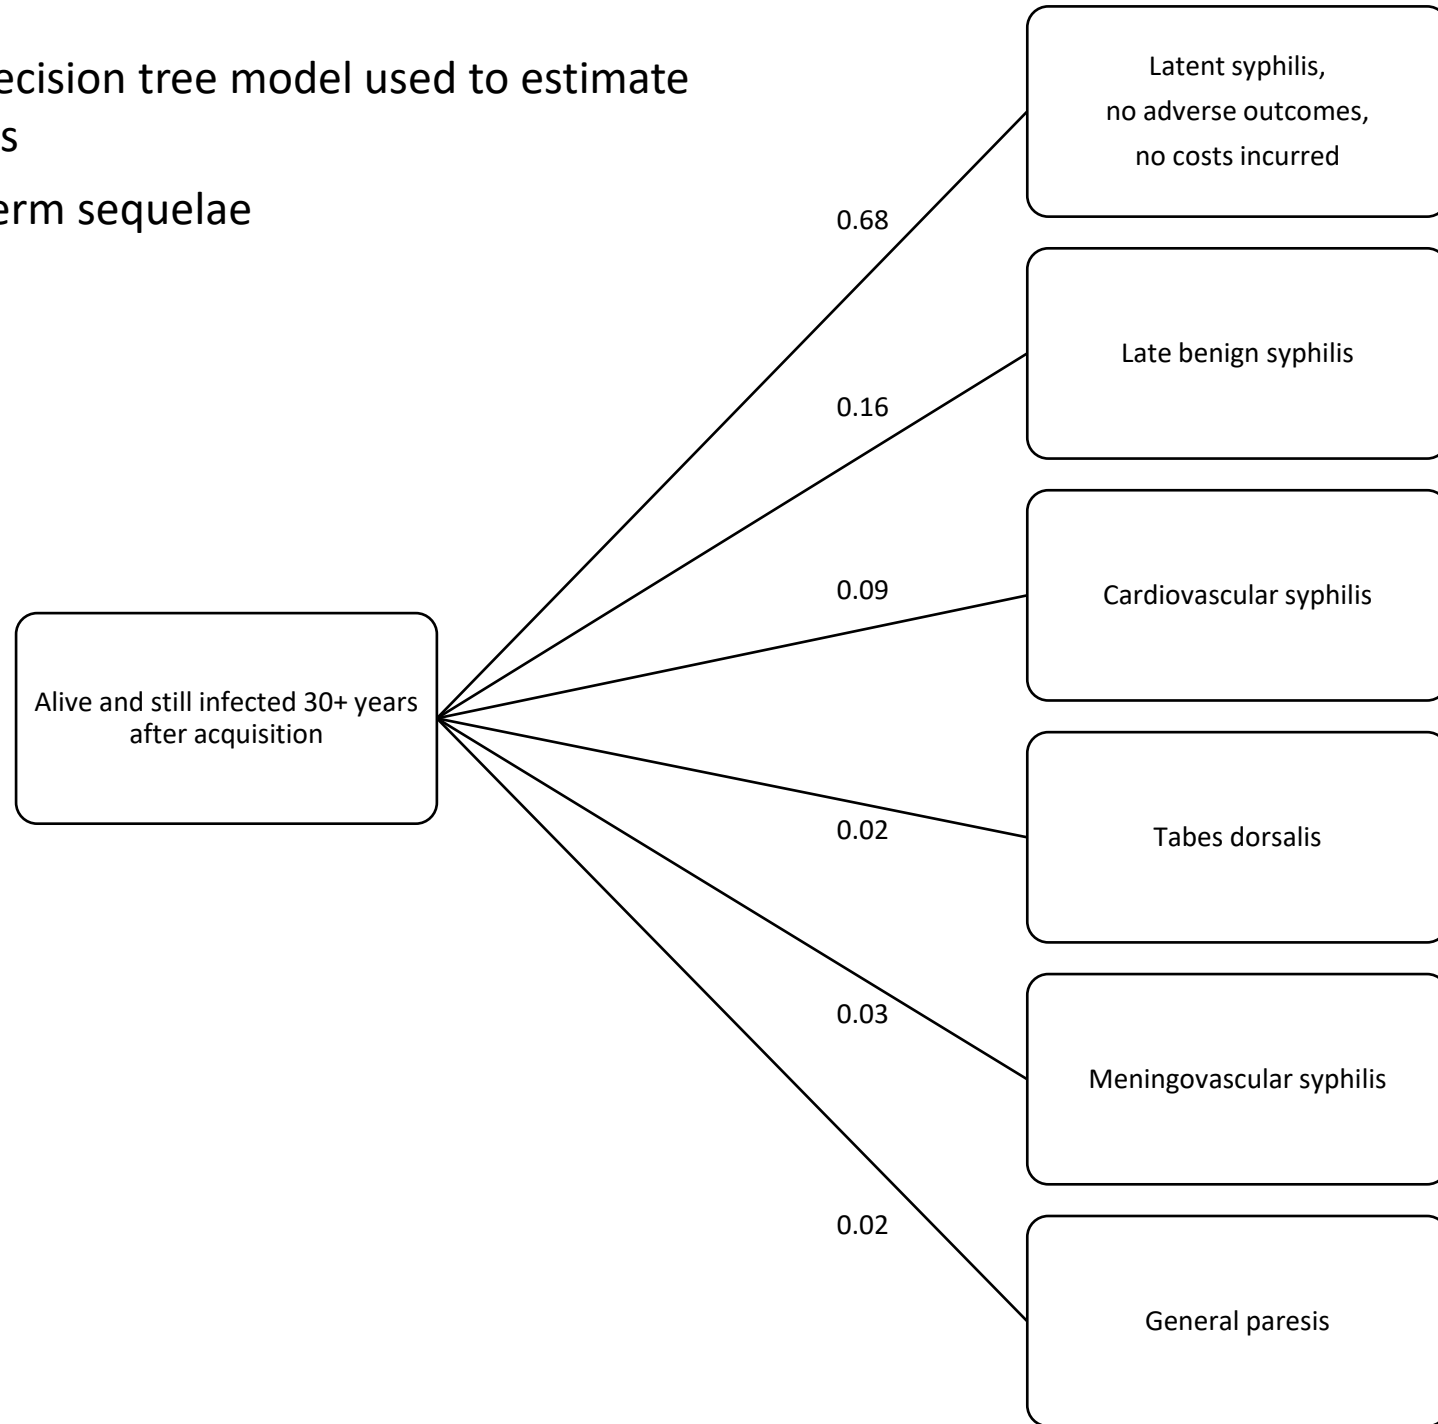 ecision tree model used to estimate
s
erm sequelae
Latent syphilis,
no adverse outcomes,
no costs incurred
0.68
Late benign syphilis
0.16
Cardiovascular syphilis
0.09
Alive and still infected 30+ years
after acquisition
Tabes dorsalis
0.02
Meningovascular syphilis
0.03
General paresis
0.02